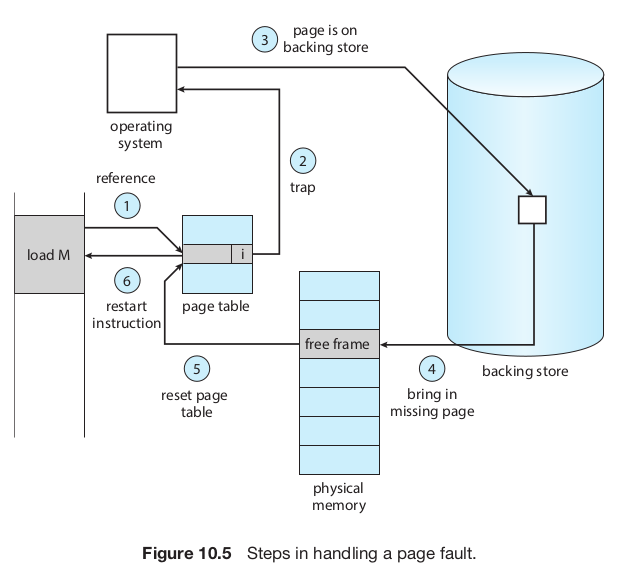 3
page is on
backing store
operating
system
2
trap
reference
1
load M
i
6
restart
instruction
page table
free frame
5
reset page
table
4
bring in
missing page
backing store
physical
memory
Figure 10.5 Steps in handling a page fault.